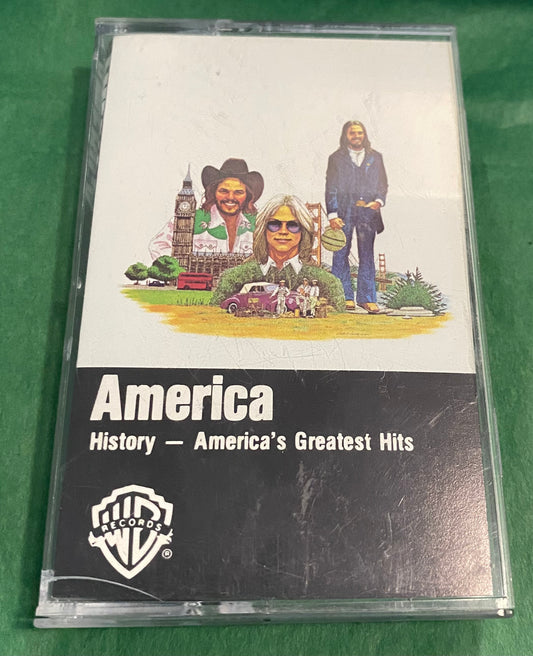 America
History — America's Greatest Hits
WB
RECORDS
®